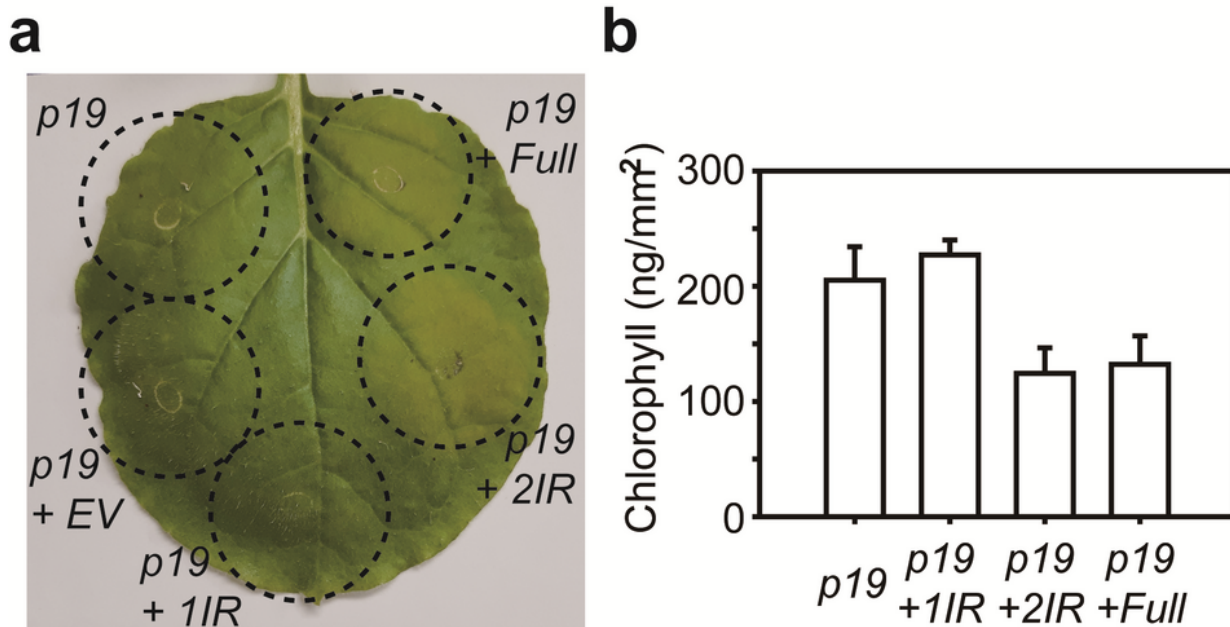 a
p19
p19
+ Full
p19
+ EV
p19
+ 1IR
p19
+ 2IR
b
Chlorophyll (ng/mm²)
300
200
100
0
p19
p19
+1IR
p19
+2IR
p19
+Full